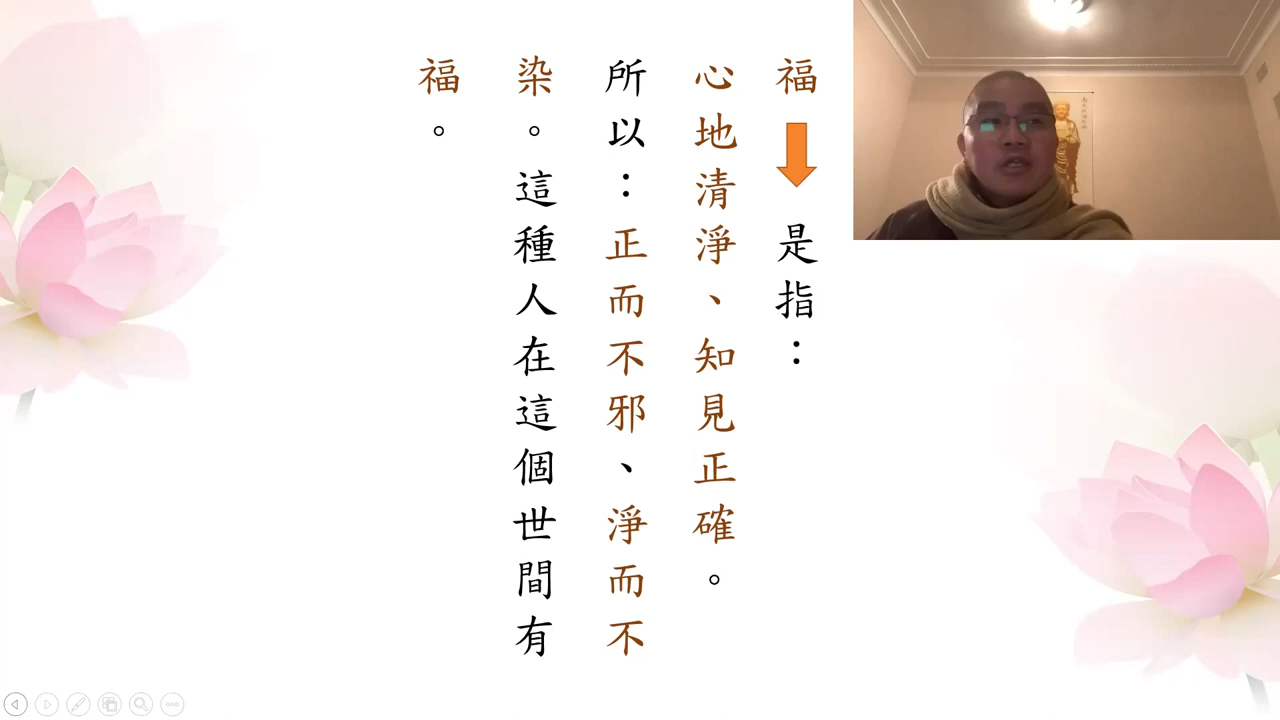 福 是指：
心地清淨、知見正確。
所以：正而不邪、淨而不
染。這種人在這個世間有
福。